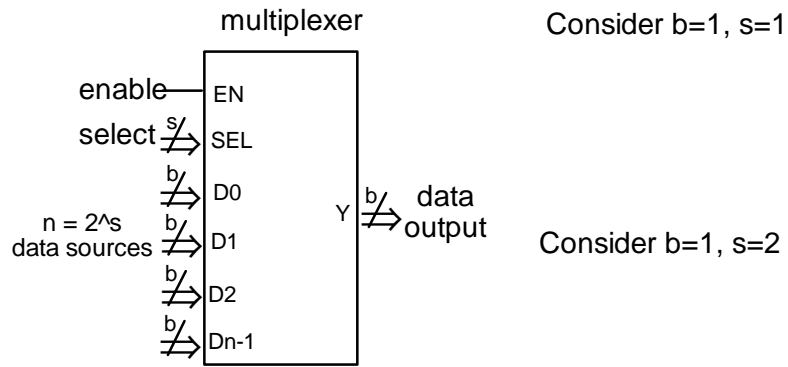 multiplexer
Consider b=1, s=1
enable
EN
select
s
SEL
b
D0
n = 2^s
data sources
b
D1
b
D2
b
Dn-1
Y
b
data
output
Consider b=1, s=2